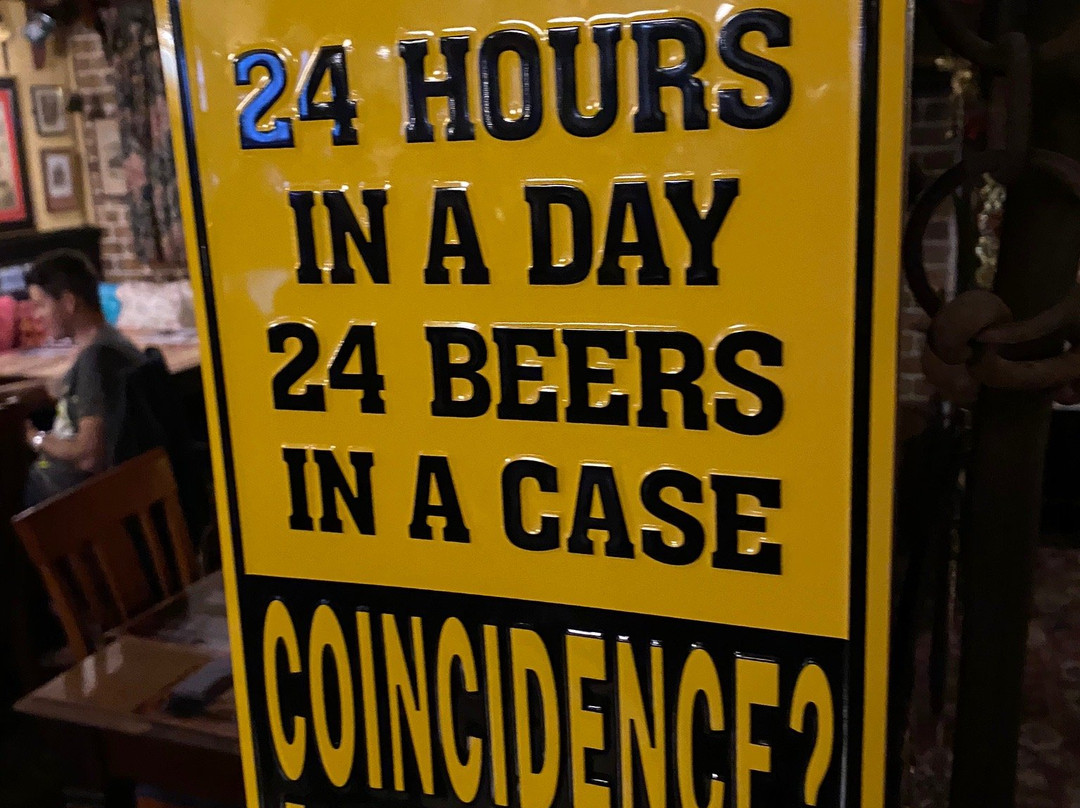 24 HOURS
IN A DAY
24 BEERS
IN A CASE
COINCIDENCE?